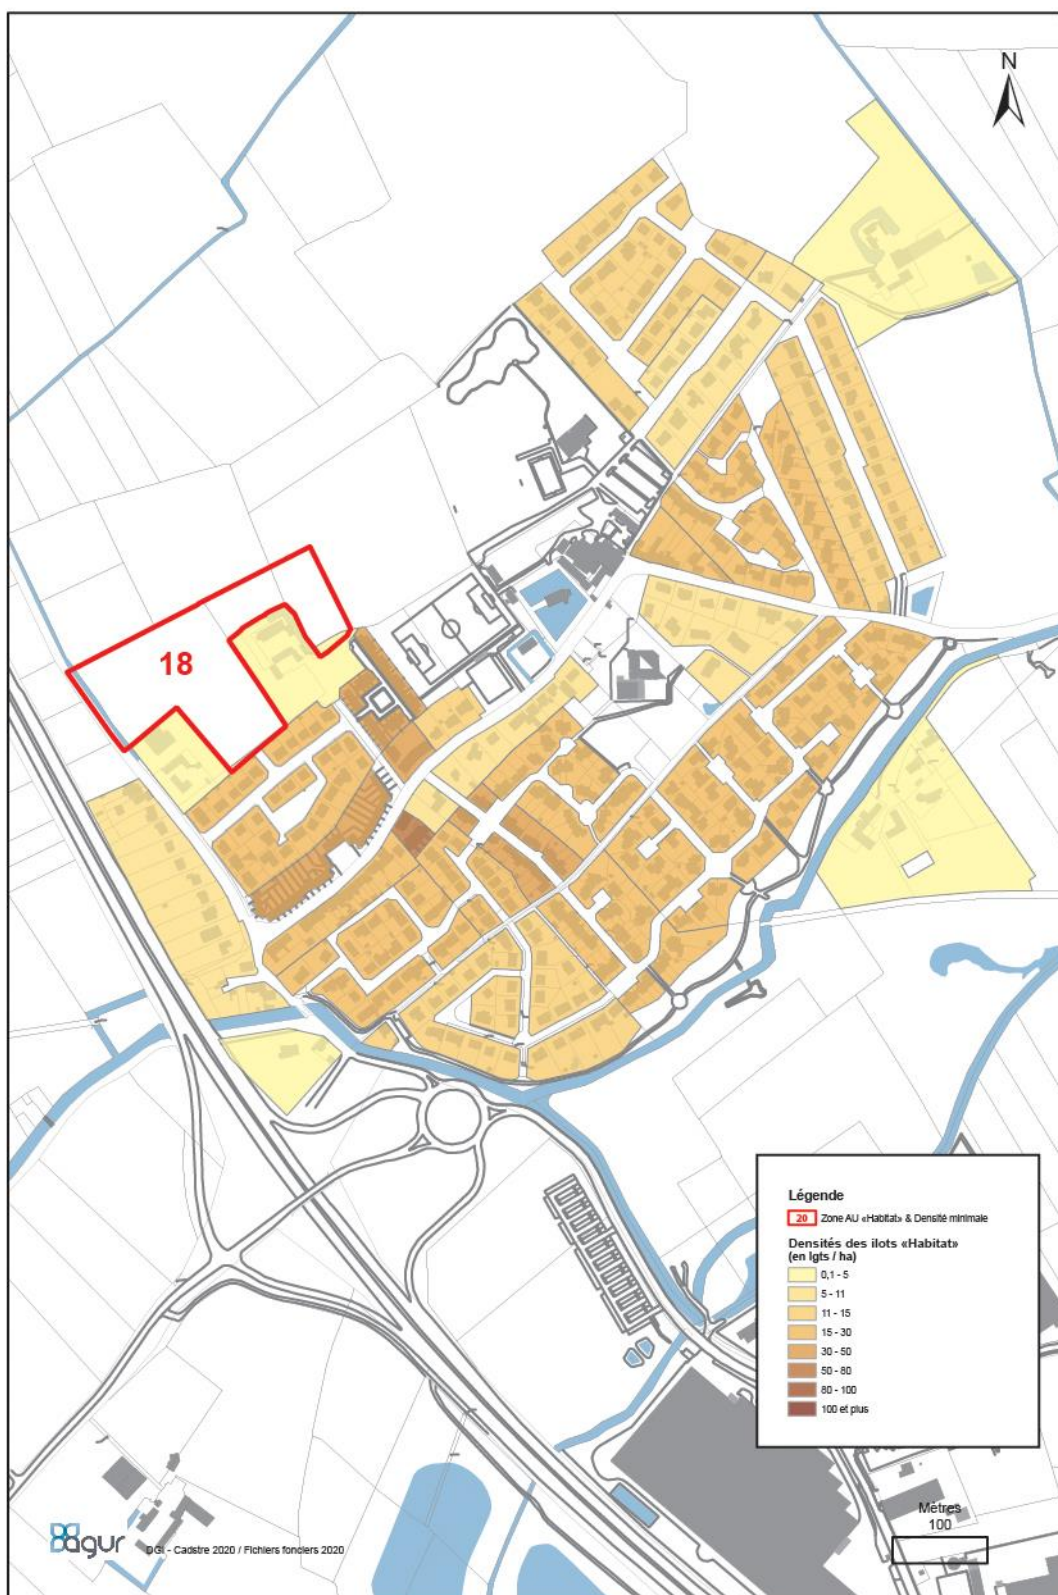 N
18
Légende
20 Zone AU «Habitat» & Densité minimale
Densités des ilots «Habitat»
(en lgts / ha)
0,1 - 5
5 - 11
11 - 15
15 - 30
30 - 50
50 - 80
80 - 100
100 et plus
Mètres
100
agur
DGI - Cadstre 2020 / Fichiers fonciers 2020